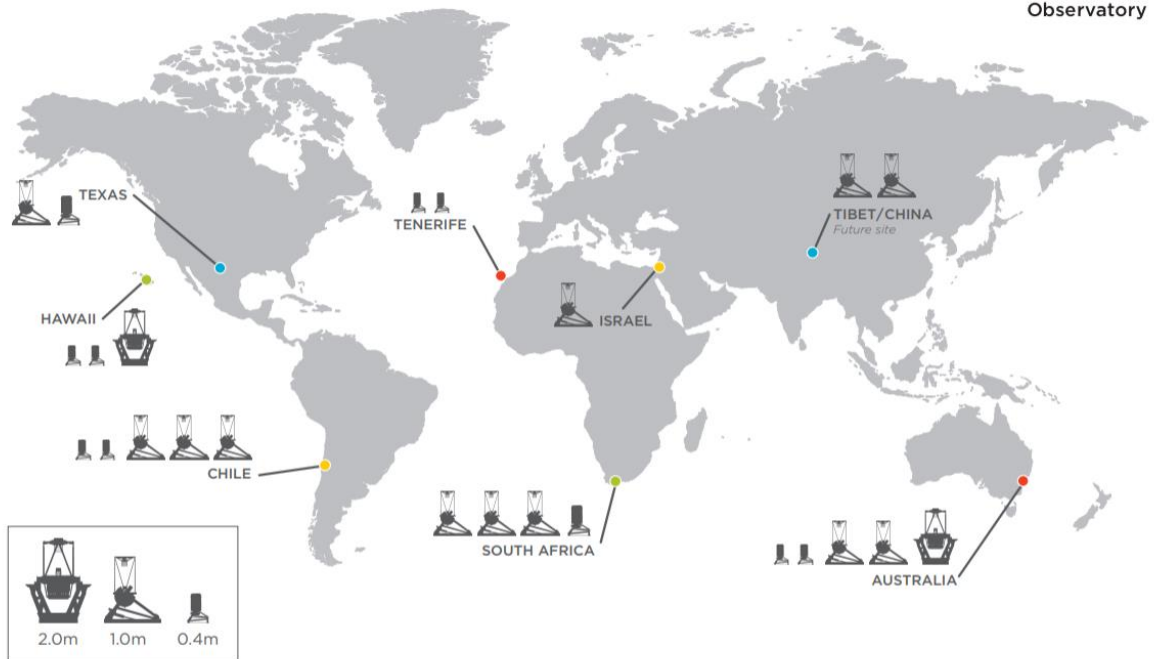 Observatory
TEXAS
TENERIFE
TIBET/CHINA
Future site
HAWAII
ISRAEL
CHILE
SOUTH AFRICA
AUSTRALIA
2.0m 1.0m 0.4m